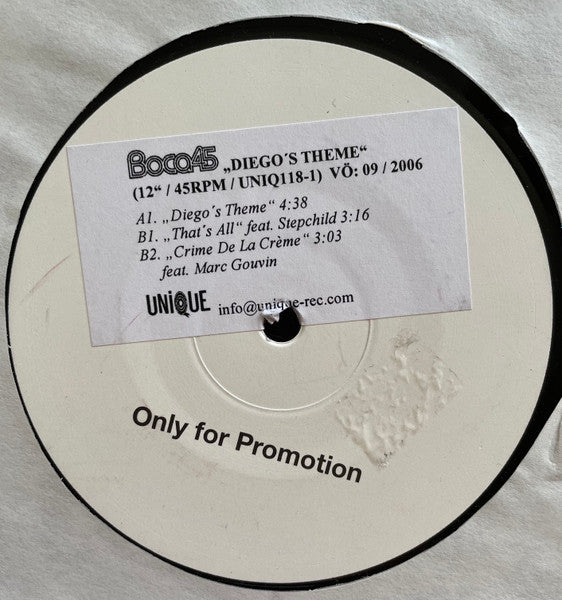 Boca45 „DIEGO´S THEME“
(12“ / 45RPM / UNIQ118-1) VÖ: 09 / 2006
A1. „Diego´s Theme“ 4:38
B1. „That´s All“ feat. Stepchild 3:16
B2. „Crime De La Crème“ 3:03
feat. Marc Gouvin
UNiQUE info@unique-rec.com
Only for Promotion